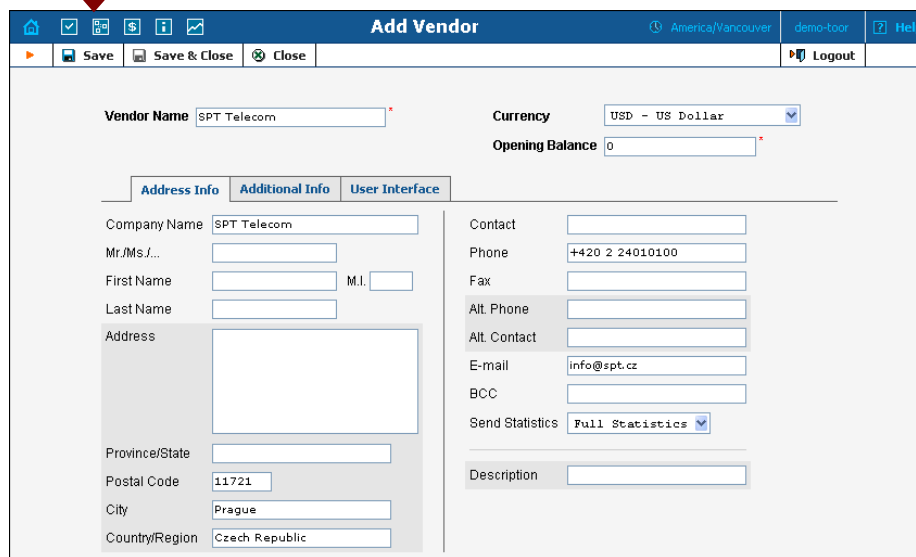 Add Vendor
America/Vancouver
demo-toor
? Hel
Save
Save & Close
Close
Logout
Vendor Name SPT Telecom *
Currency USD - US Dollar
Opening Balance 0 *
Address Info
Additional Info
User Interface
Company Name SPT Telecom
Mr./Ms./...
First Name M.I.
Last Name
Address
Province/State
Postal Code 11721
City Prague
Country/Region Czech Republic
Contact
Phone +420 2 24010100
Fax
Alt. Phone
Alt. Contact
E-mail info@spt.cz
BCC
Send Statistics Full Statistics
Description